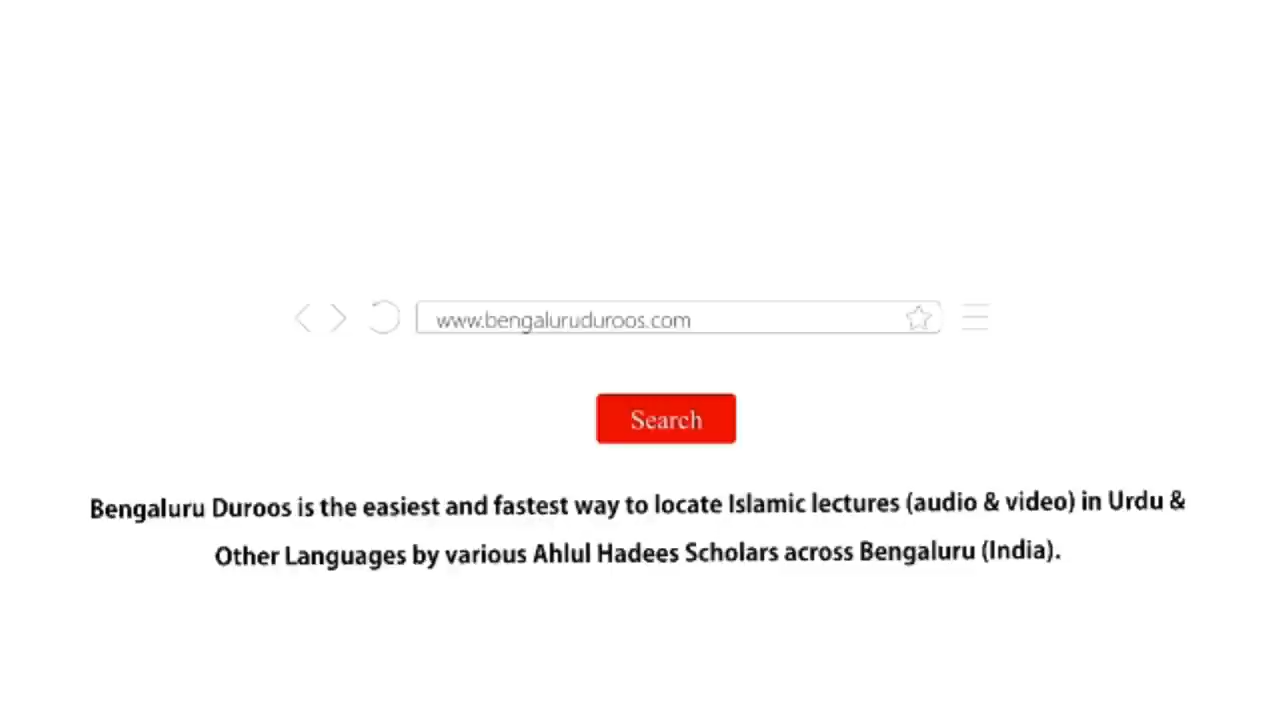 www.bengaluruduroos.com
Search
Bengaluru Duroos is the easiest and fastest way to locate Islamic lectures (audio & video) in Urdu &
Other Languages by various Ahlul Hadees Scholars across Bengaluru (India).